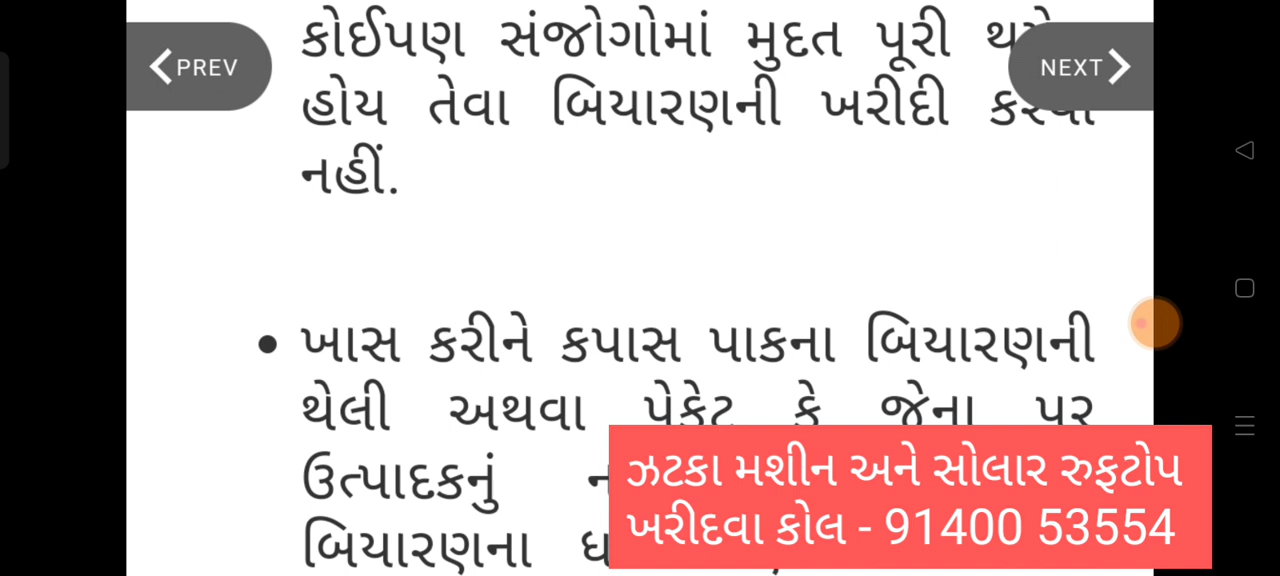 કોઈપણ સંજોગોમાં મુદત પૂરી
PREV
NEXT
હોય તેવા બિયારણની ખરીદી
નહીં.
• ખાસ કરીને કપાસ પાકના બિયારણની
થેલી અથવા પેકેટ કે જેના પર
ઉત્પાદકનું
બિયારણના
ઝટકા મશીન અને સોલાર રુફટોપ
ખરીદવા કોલ - 91400 53554